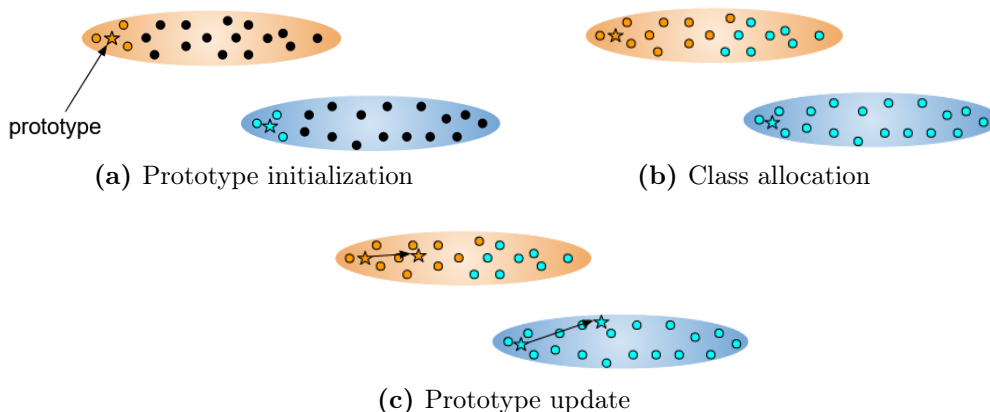 prototype
(a) Prototype initialization
(b) Class allocation
(c) Prototype update